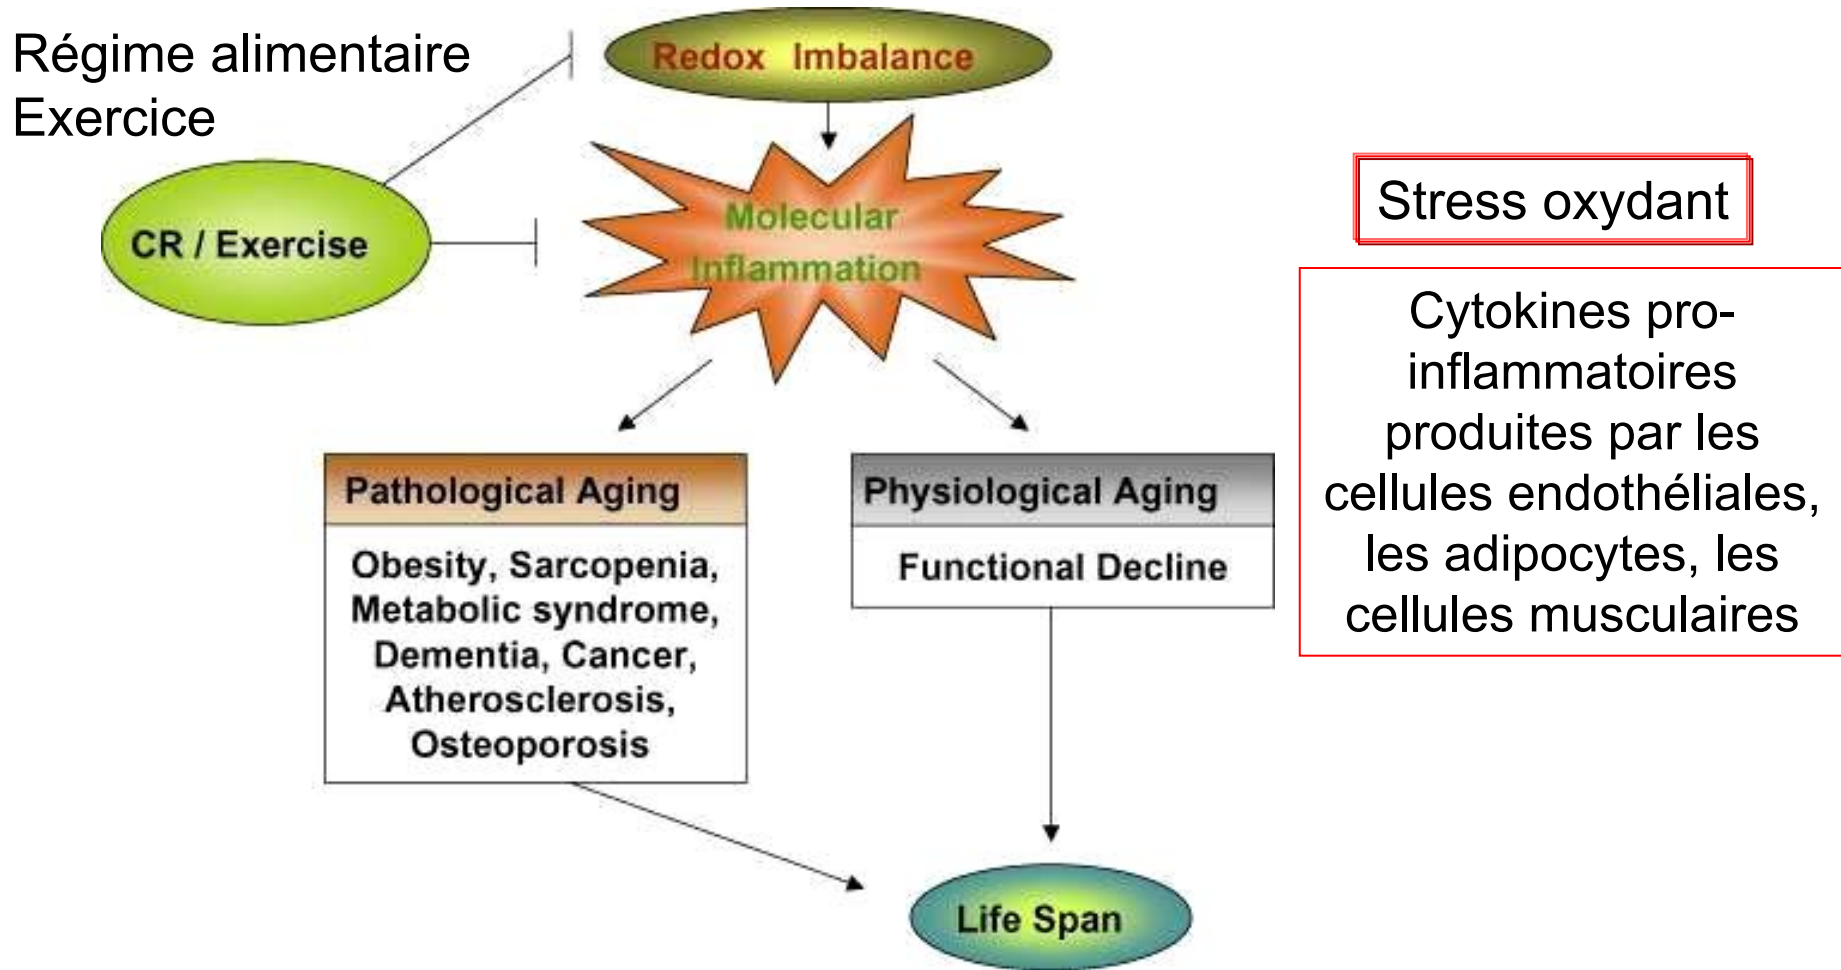 Régime alimentaire
Exercice
Redox Imbalance
CR / Exercise
Molecular
Inflammation
Stress oxydant
Cytokines pro-
inflammatoires
produites par les
cellules endothéliales,
les adipocytes, les
cellules musculaires
Pathological Aging
Obesity, Sarcopenia,
Metabolic syndrome,
Dementia, Cancer,
Atherosclerosis,
Osteoporosis
Physiological Aging
Functional Decline
Life Span